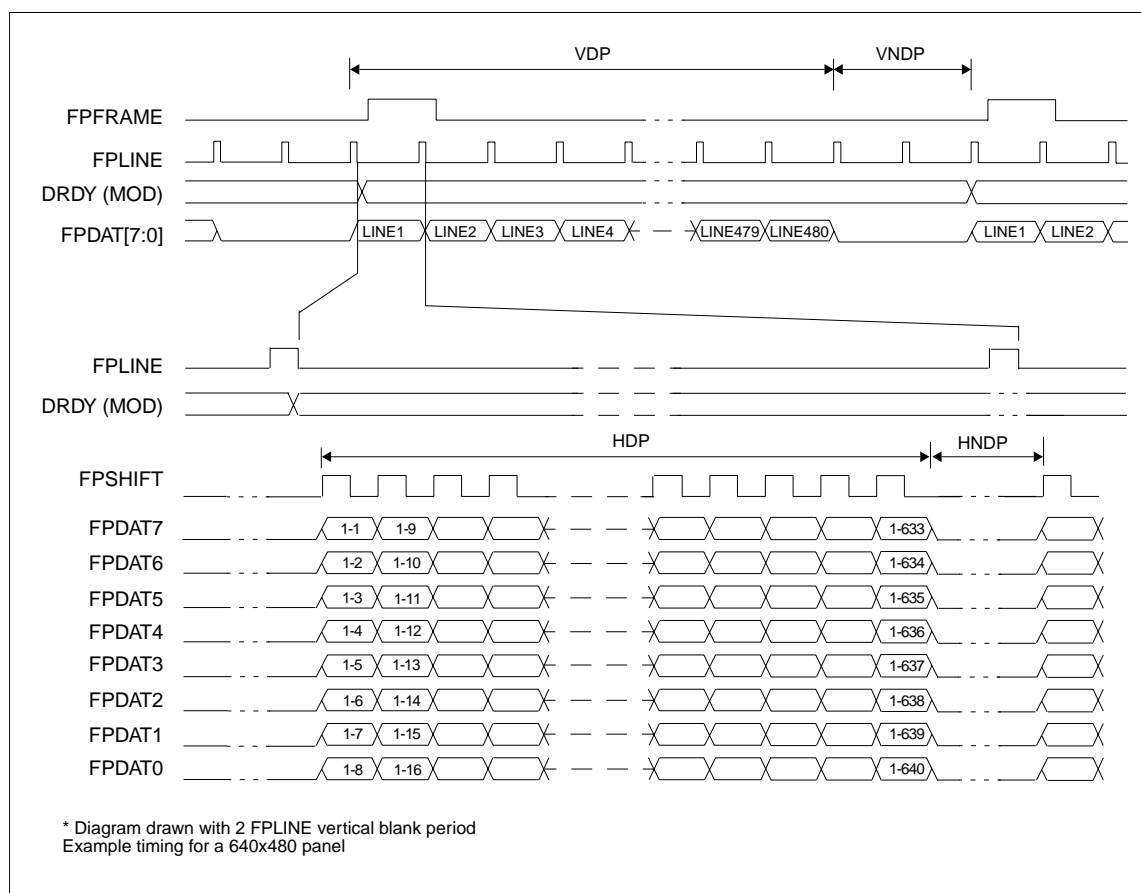 VDP VNDP
FPFRAME
FPLINE
DRDY (MOD)
FPDAT[7:0] LINE1 LINE2 LINE3 LINE4 LINE479 LINE480 LINE1 LINE2
FPLINE
DRDY (MOD)
HDP HNDP
FPSHIFT
FPDAT7 1-1 1-9 1-633
FPDAT6 1-2 1-10 1-634
FPDAT5 1-3 1-11 1-635
FPDAT4 1-4 1-12 1-636
FPDAT3 1-5 1-13 1-637
FPDAT2 1-6 1-14 1-638
FPDAT1 1-7 1-15 1-639
FPDAT0 1-8 1-16 1-640
* Diagram drawn with 2 FPLINE vertical blank period
Example timing for a 640x480 panel